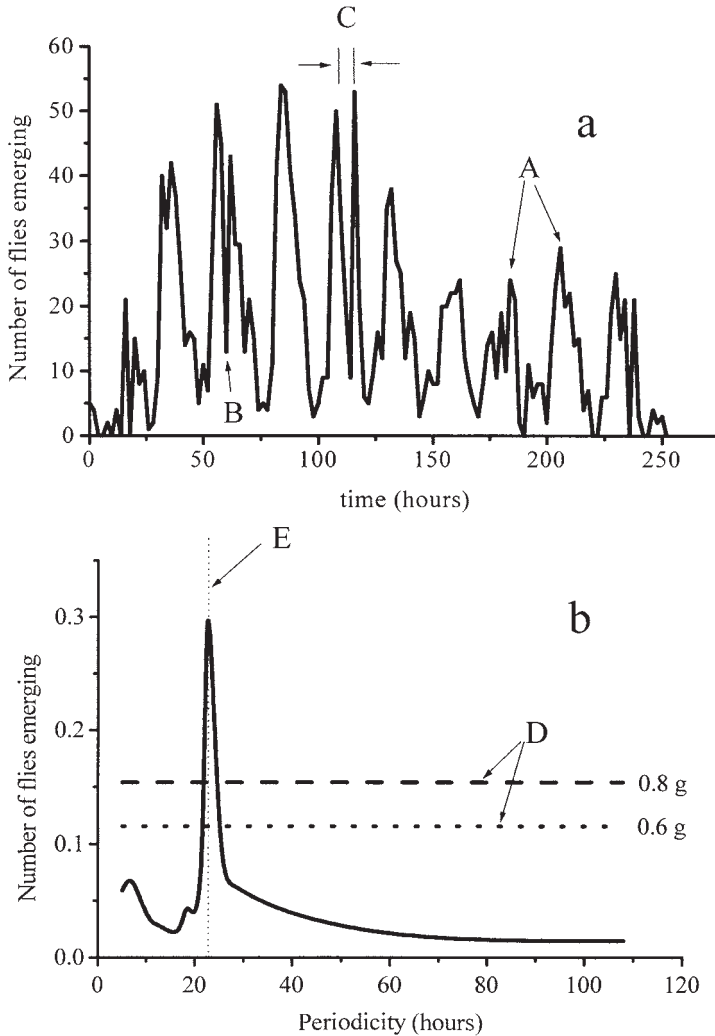 C
60
50
40
30
20
10
0
Number of flies emerging
a
A
B
0 50 100 150 200 250
time (hours)
E
b
0.3
0.2
0.1
0.0
Number of flies emerging
D
0.8 g
0.6 g
0 20 40 60 80 100 120
Periodicity (hours)